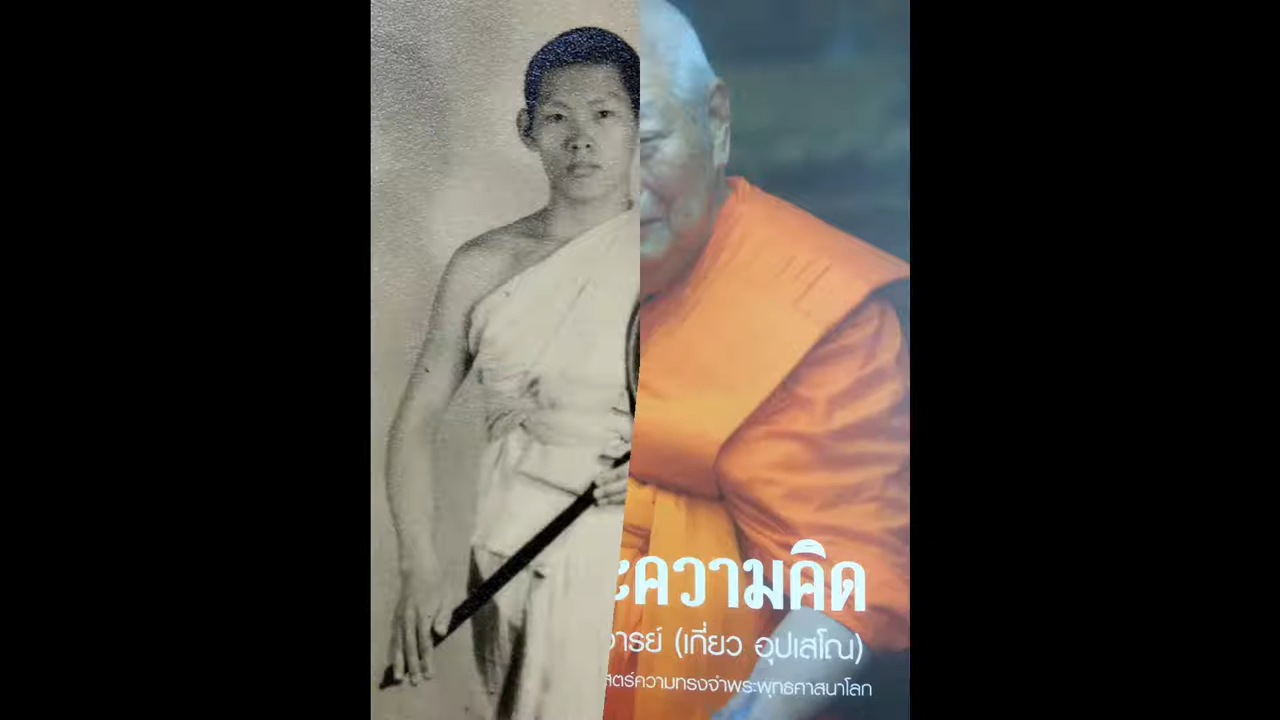 ะความคิด
ารย์ (เกี่ยว อุปเสโณ)
สตร์ความทรงจำพระพุทธศาสนาโลก